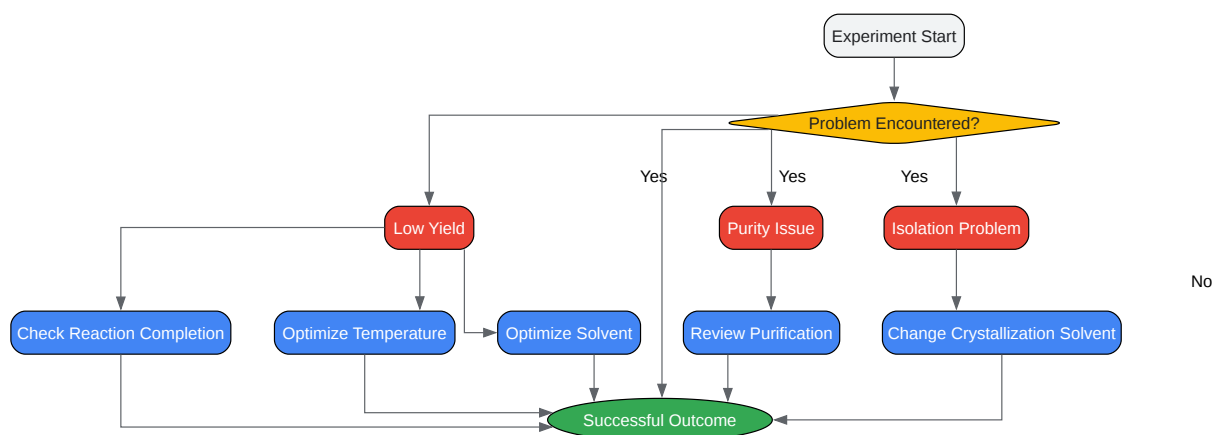 Experiment Start
Problem Encountered?
Yes
Yes
Yes
Low Yield
Purity Issue
Isolation Problem
No
Check Reaction Completion
Optimize Temperature
Optimize Solvent
Review Purification
Change Crystallization Solvent
Successful Outcome